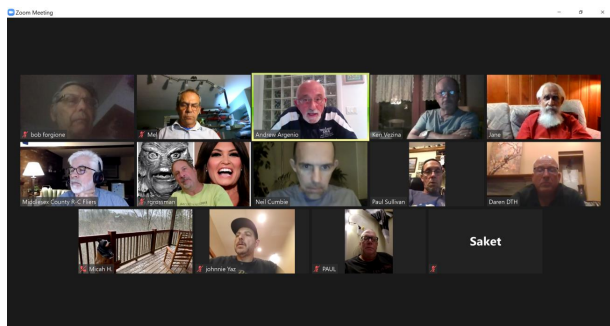 Zoom Meeting
bob forgione
Mel
Andrew Argenio
Ken Vezina
Jane
Middlesex County R-C Fliers
rgrossman
Neil Cumbie
Paul Sullivan
Daren DTH
Micah H.
johnnie Yaz
PAUL
Saket